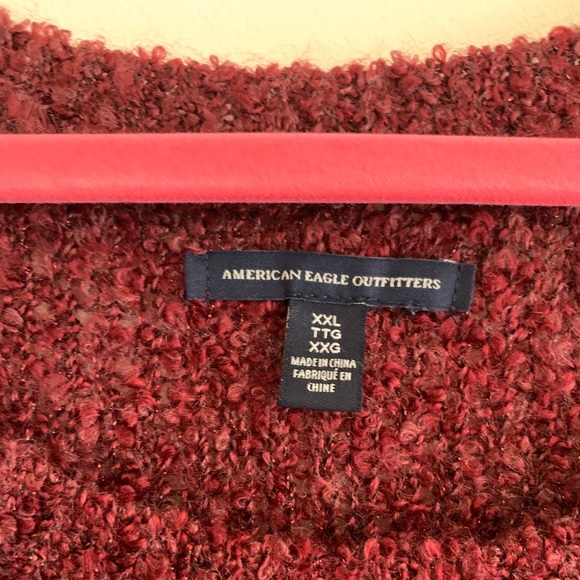 AMERICAN EAGLE OUTFITTERS
XXL
TTG
XXG
MADE IN CHINA
FABRIQUÉ EN
CHINE